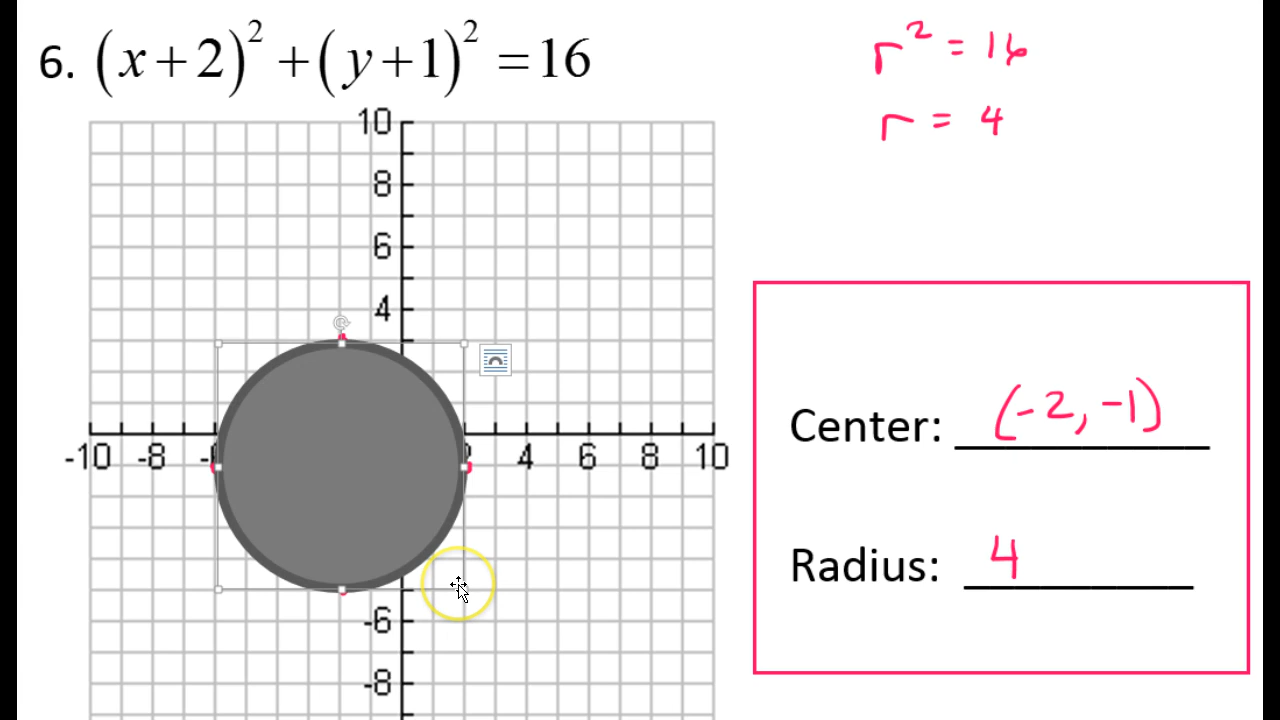 6. (x+2)² + (y+1)² = 16
r² = 16
r = 4
10
8
6
4
-10 -8 - 2 4 6 8 10
-6
-8
Center: (-2, -1)
Radius: 4